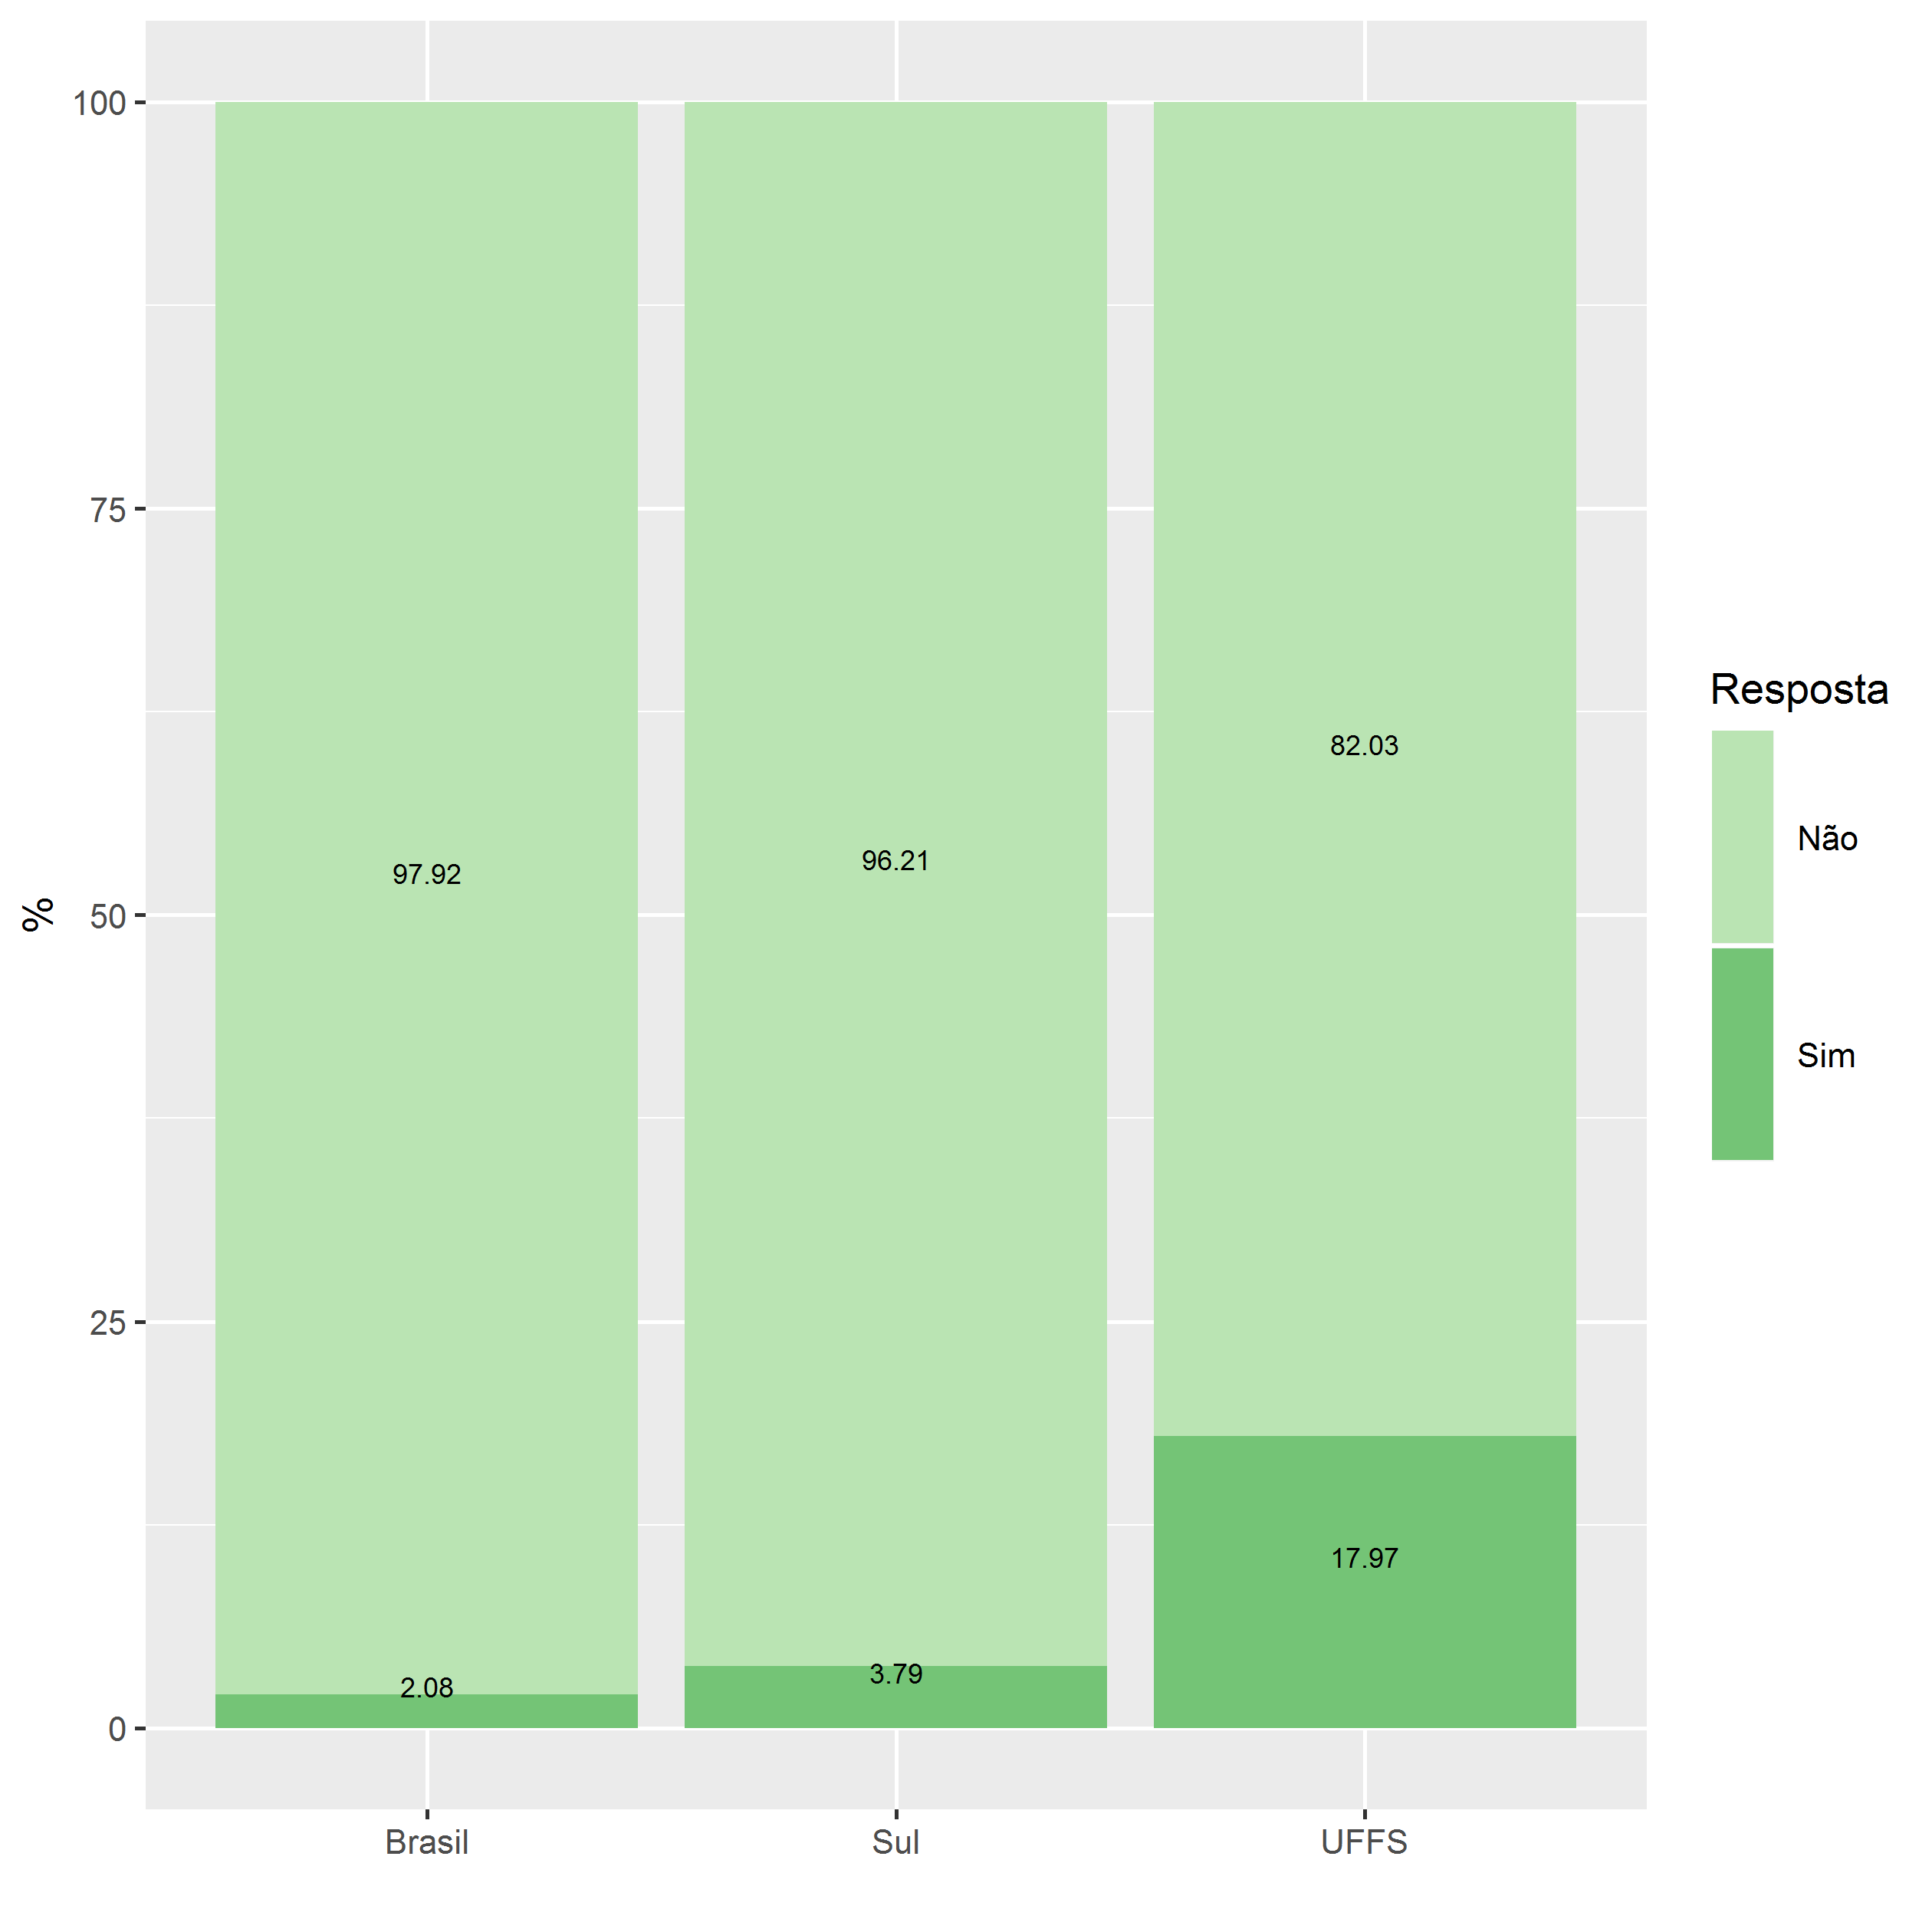 100
75
50
25
0
%
97.92
96.21
82.03
2.08
3.79
17.97
Brasil
Sul
UFFS
Resposta
Não
Sim